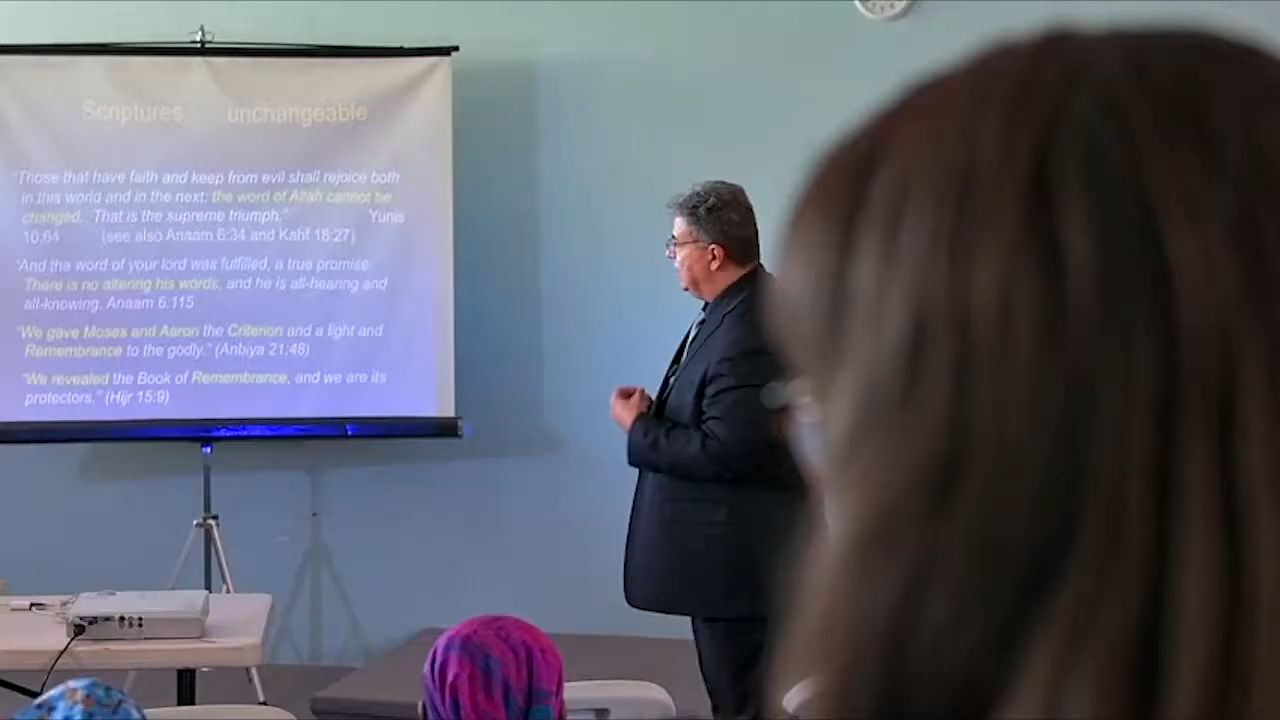 Scriptures unchangeable
"Those that have faith and keep from evil shall rejoice both
in this world and in the next: the word of Allah cannot be
changed. That is the supreme triumph." Yunis
10.64 (see also Anaam 6:34 and Kahf 18:27)
"And the word of your lord was fulfilled, a true promise
There is no altering his words, and he is all-hearing and
all-knowing, Anaam 6:115
"We gave Moses and Aaron the Criterion and a light and
Remembrance to the godly." (Anbiya 21:48)
"We revealed the Book of Remembrance, and we are its
protectors." (Hijr 15:9)